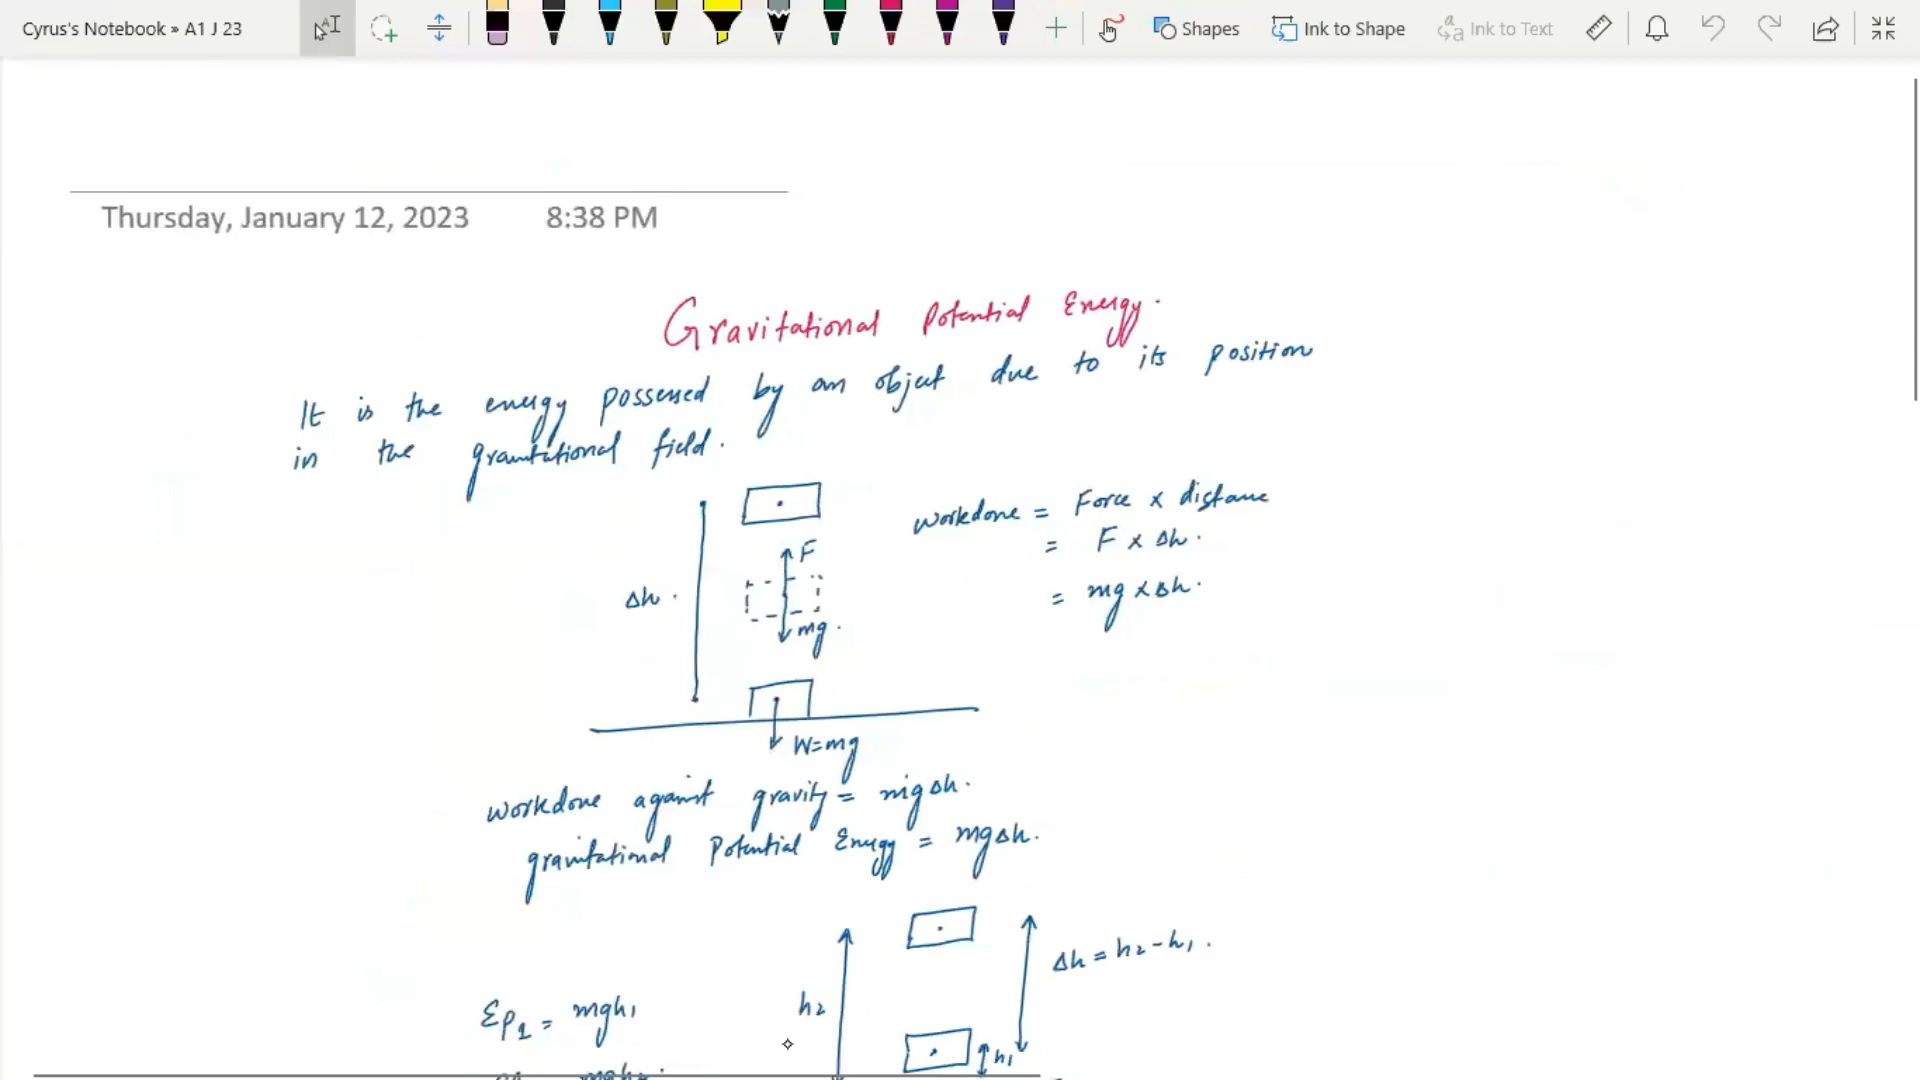 Cyrus's Notebook » A1 J 23
Shapes
Ink to Shape
Ink to Text
Thursday, January 12, 2023 8:38 PM
Gravitational Potential Energy.
It is the energy possessed by an object due to its position
in the gravitational field.
workdone = Force × distance
= F × Δh.
= mg × Δh.
F
Δh.
mg.
W=mg
workdone against gravity = mgΔh.
gravitational Potential Energy = mgΔh.
Δh = h₂-h₁.
h₂
Ep₁ = mgh₁
h₁